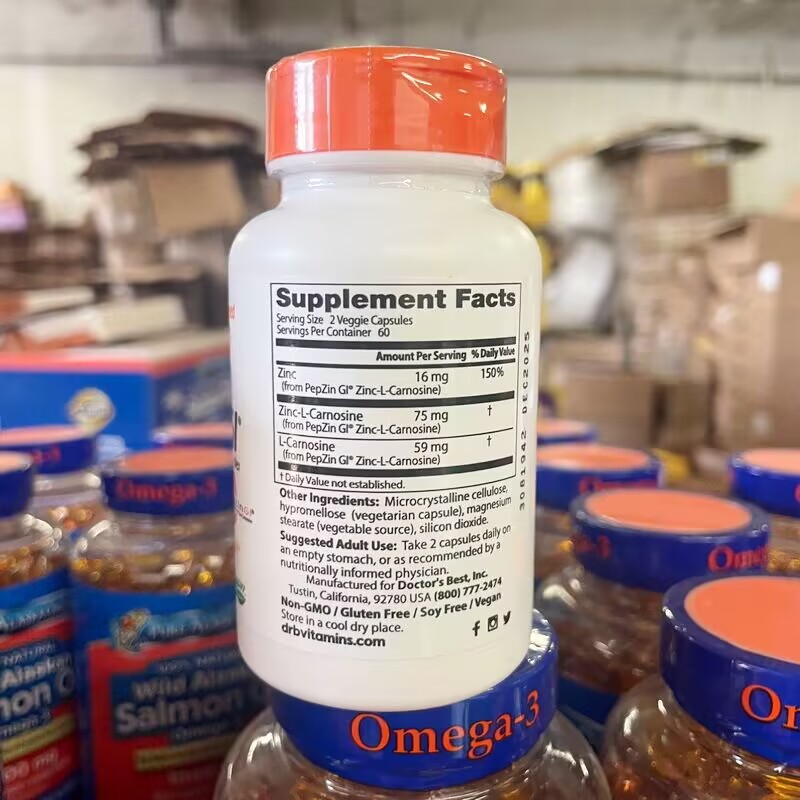 Supplement Facts
Serving Size 2 Veggie Capsules
Servings Per Container 60
Amount Per Serving % Daily Value
Zinc 16 mg 150%
(from PepZin GI® Zinc-L-Carnosine)
Zinc-L-Carnosine 75 mg †
(from PepZin GI® Zinc-L-Carnosine)
L-Carnosine 59 mg †
(from PepZin GI® Zinc-L-Carnosine)
† Daily Value not established.
Other Ingredients: Microcrystalline cellulose,
hypromellose (vegetarian capsule), magnesium
stearate (vegetable source), silicon dioxide.
Suggested Adult Use: Take 2 capsules daily on
an empty stomach, or as recommended by a
nutritionally informed physician.
Manufactured for Doctor's Best, Inc.
Tustin, California, 92780 USA (800) 777-2474
Non-GMO / Gluten Free / Soy Free / Vegan
Store in a cool dry place.
drbvitamins.com
3081942 DEC2025
Omega-3
Omega-3
Wild Alaskan
Salmon O
Omega